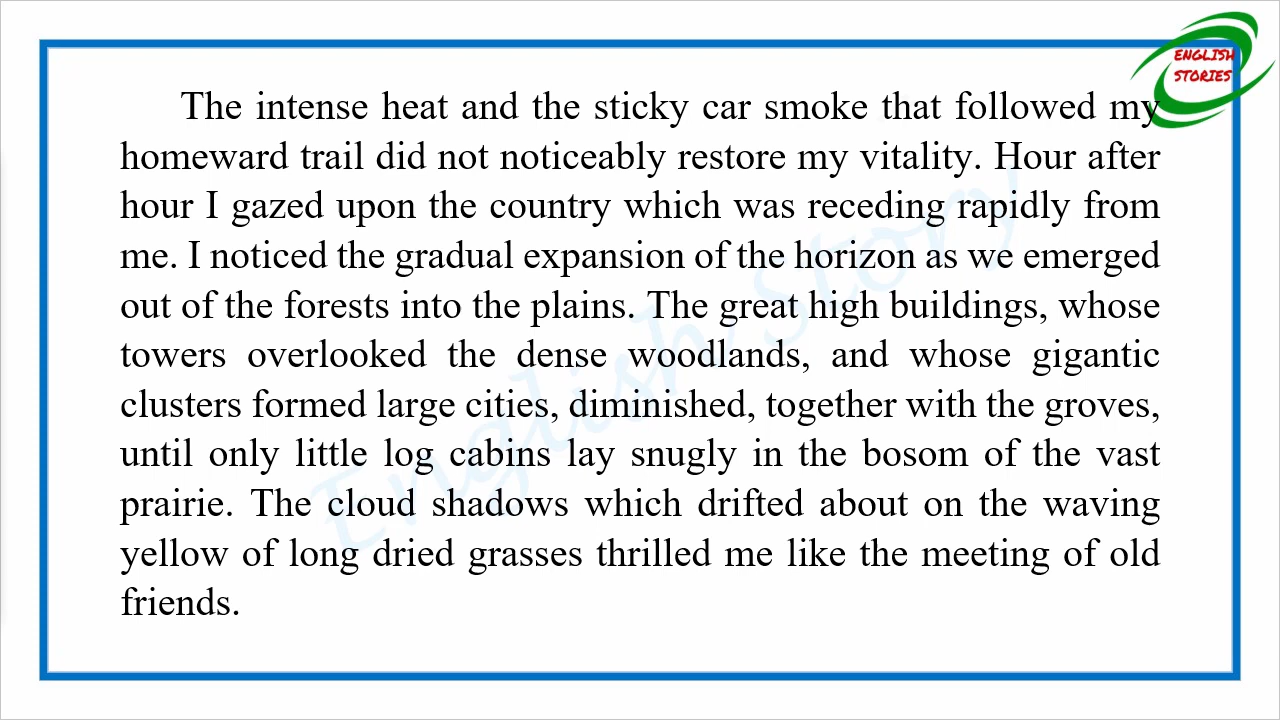 ENGLISH
STORIES
The intense heat and the sticky car smoke that followed my
homeward trail did not noticeably restore my vitality. Hour after
hour I gazed upon the country which was receding rapidly from
me. I noticed the gradual expansion of the horizon as we emerged
out of the forests into the plains. The great high buildings, whose
towers overlooked the dense woodlands, and whose gigantic
clusters formed large cities, diminished, together with the groves,
until only little log cabins lay snugly in the bosom of the vast
prairie. The cloud shadows which drifted about on the waving
yellow of long dried grasses thrilled me like the meeting of old
friends.
English Story